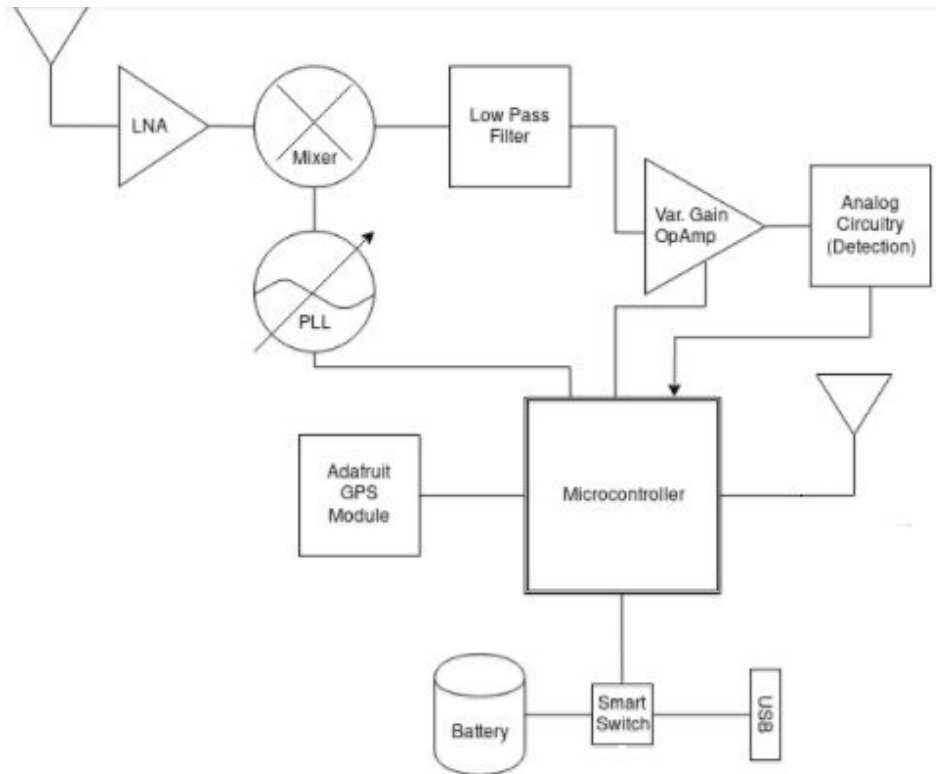 LNA
Mixer
Low Pass
Filter
Var. Gain
OpAmp
Analog
Circuitry
(Detection)
PLL
Adafruit
GPS
Module
Microcontroller
Battery
Smart
Switch
USB